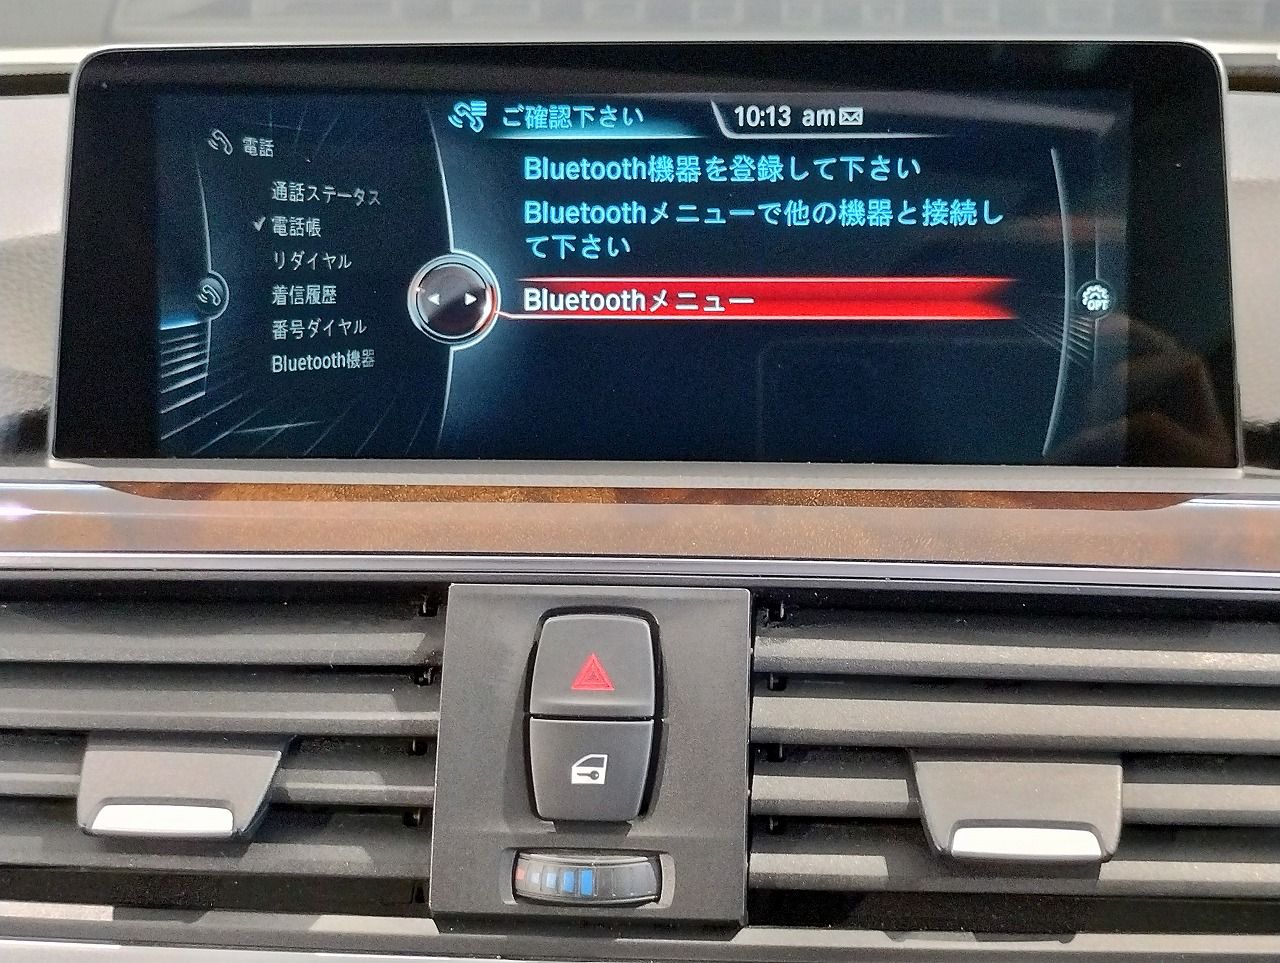 ご確認下さい
10:13 am
電話
通話ステータス
電話帳
リダイヤル
着信履歴
番号ダイヤル
Bluetooth機器
Bluetooth機器を登録して下さい
Bluetoothメニューで他の機器と接続し
て下さい
Bluetoothメニュー
OPT